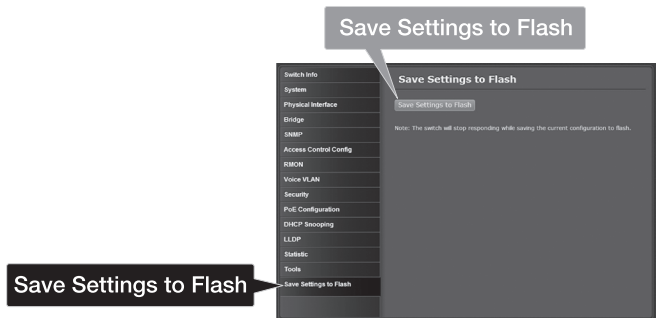 Save Settings to Flash
Switch Info
System
Physical Interface
Bridge
SNMP
Access Control Config
RMON
Voice VLAN
Security
PoE Configuration
DHCP Snooping
LLDP
Statistic
Tools
Save Settings to Flash
Save Settings to Flash
Save Settings to Flash
Note: The switch will stop responding while saving the current configuration to flash.
Save Settings to Flash